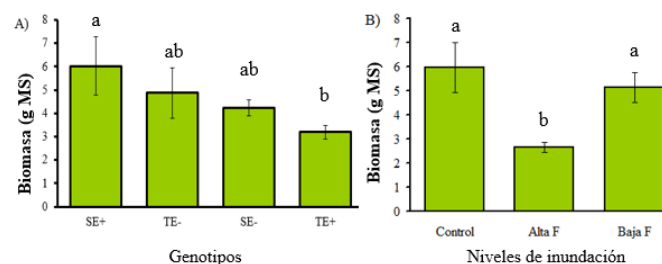 A)
Biomasa (g MS)
8
7
6
5
4
3
2
1
0
a
ab
ab
b
SE+ TE- SE- TE+
Genotipos
B)
Biomasa (g MS)
8
7
6
5
4
3
2
1
0
a
b
a
Control Alta F Baja F
Niveles de inundación